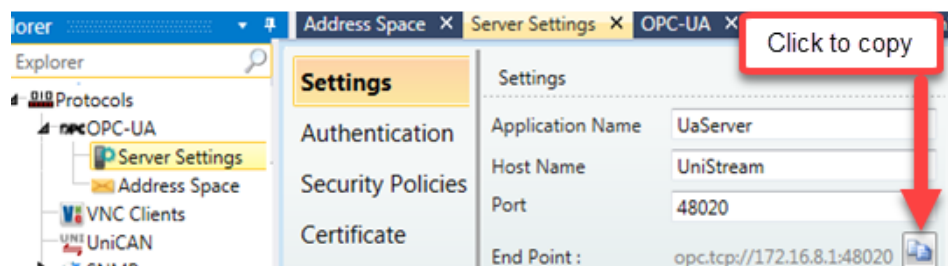 lorer
Address Space
Server Settings
OPC-UA
Click to copy
Explorer
Protocols
OPC-UA
Server Settings
Address Space
VNC Clients
UniCAN
Settings
Authentication
Security Policies
Certificate
Settings
Application Name UaServer
Host Name UniStream
Port 48020
End Point : opc.tcp://172.16.8.1:48020